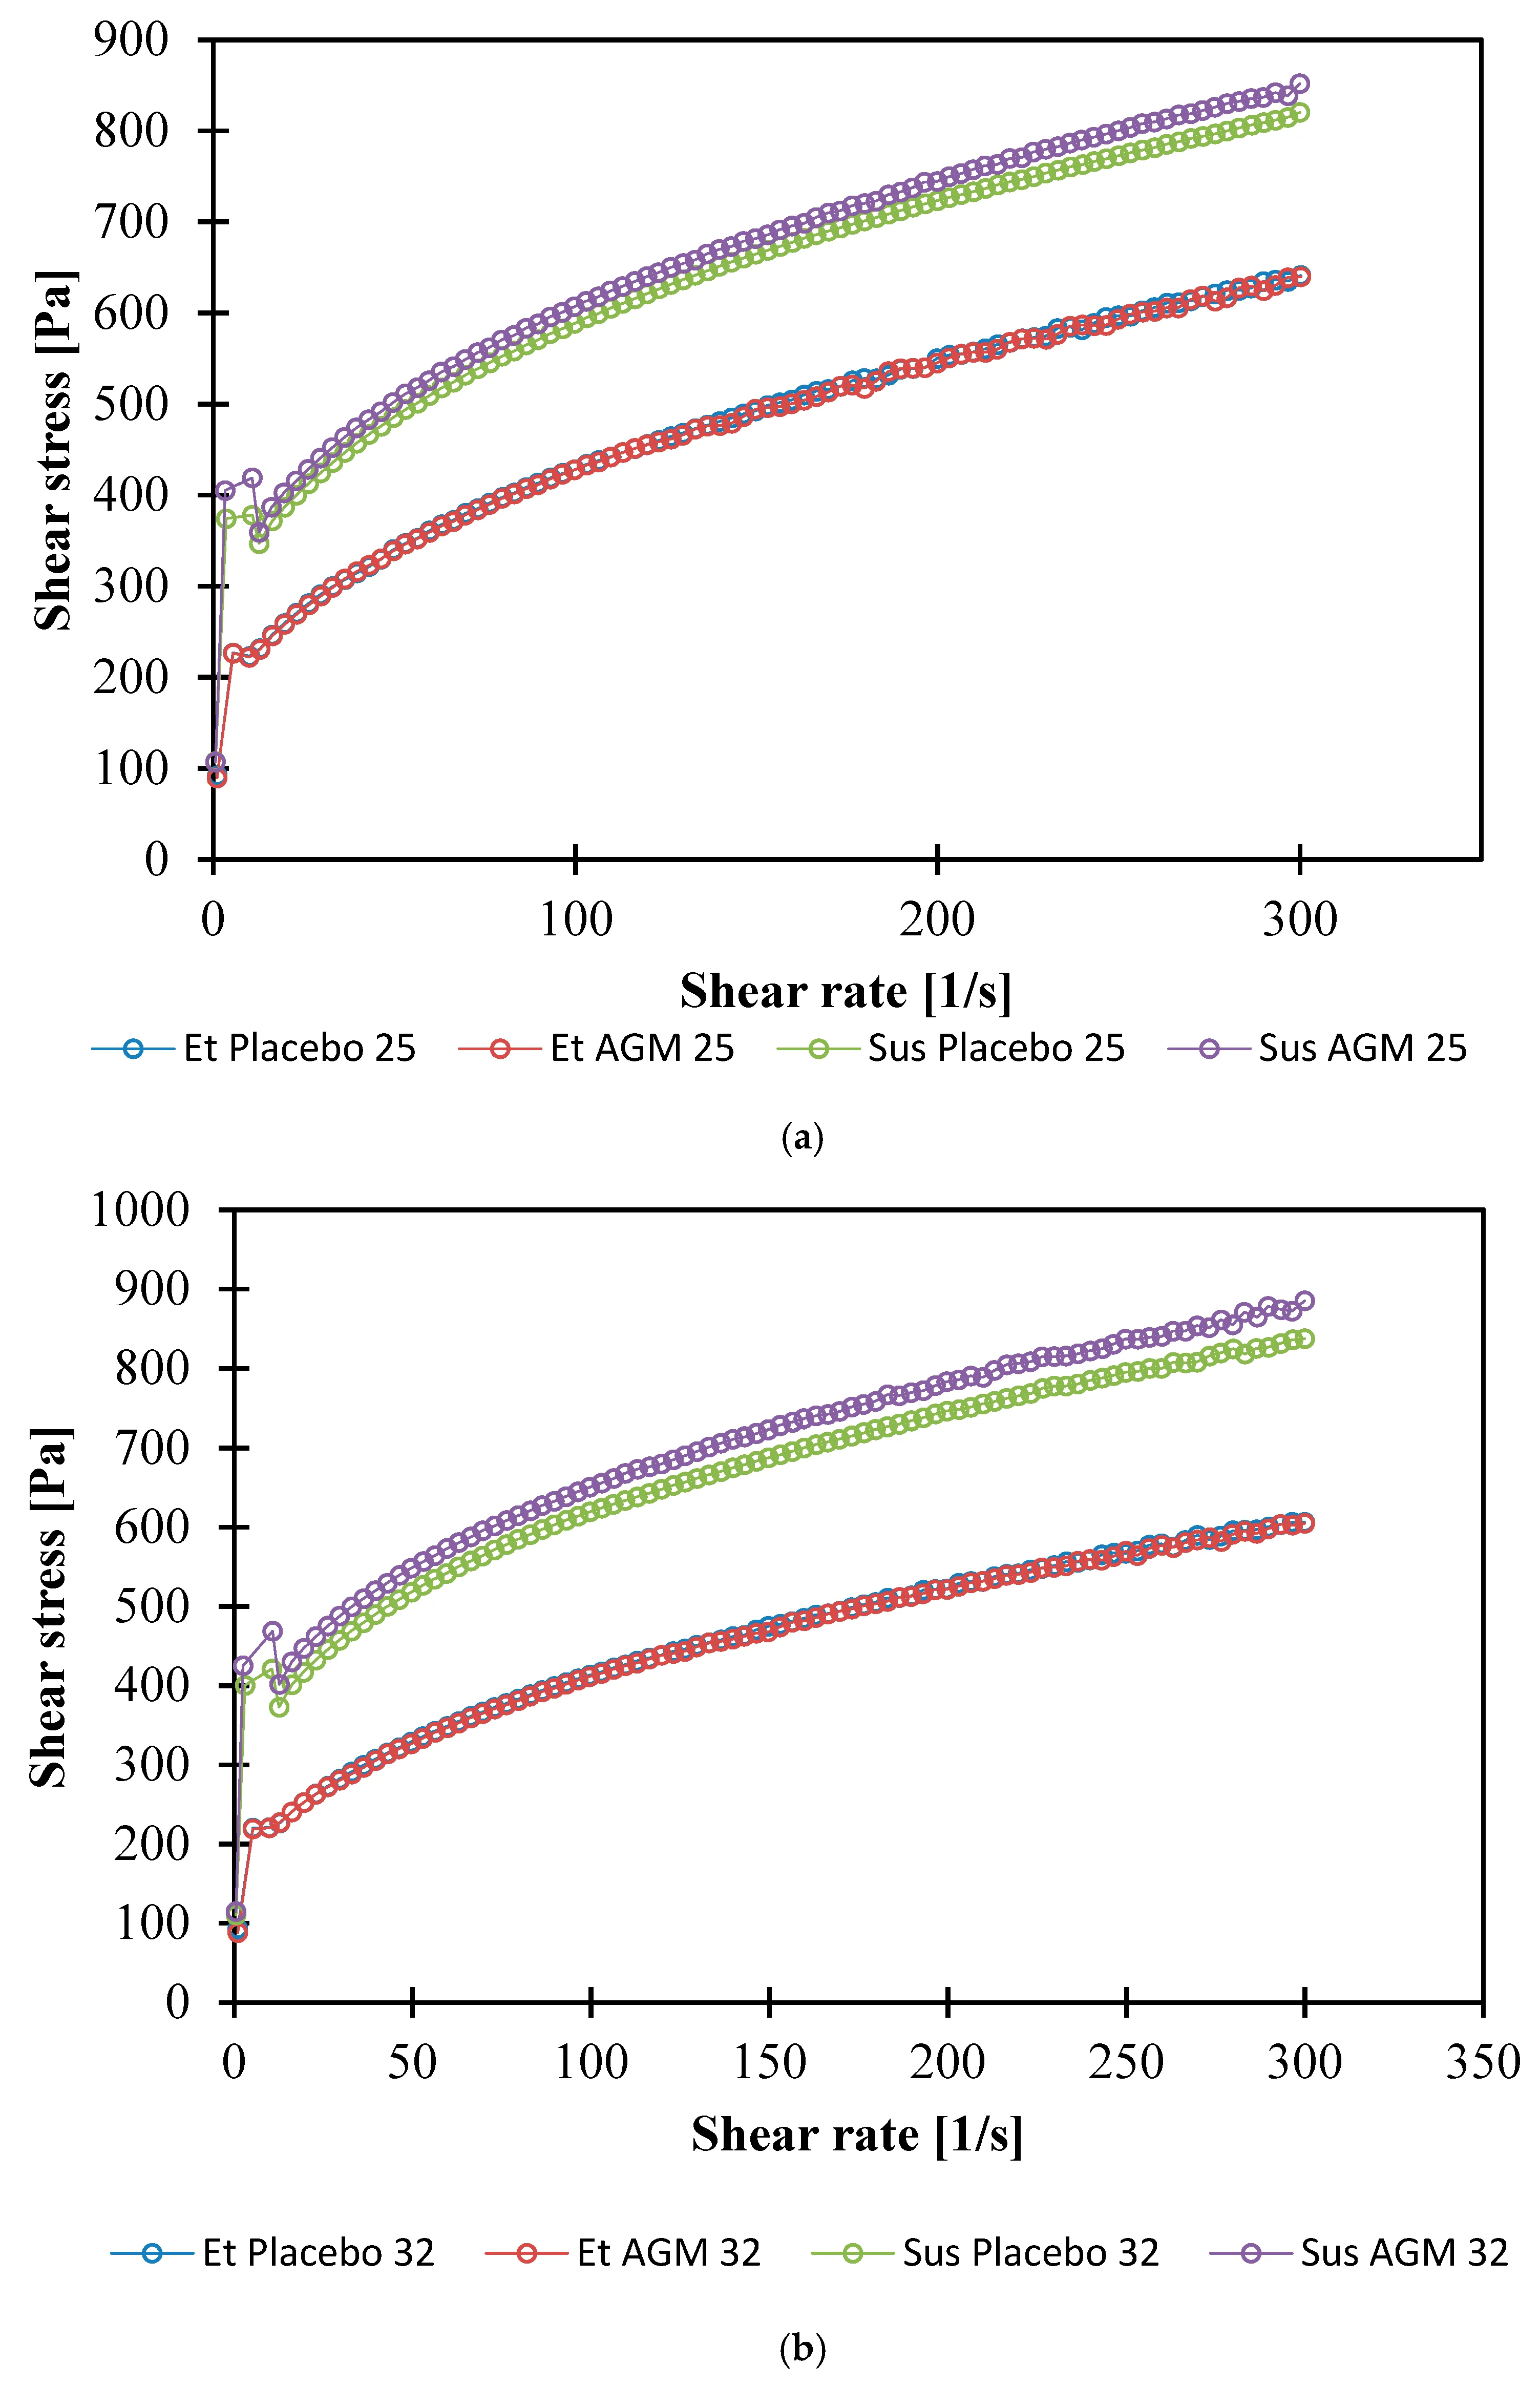 900
800
700
600
500
400
300
200
100
0
Shear stress [Pa]
0 100 200 300
Shear rate [1/s]
Et Placebo 25 Et AGM 25 Sus Placebo 25 Sus AGM 25
(a)
1000
900
800
700
600
500
400
300
200
100
0
Shear stress [Pa]
0 50 100 150 200 250 300 350
Shear rate [1/s]
Et Placebo 32 Et AGM 32 Sus Placebo 32 Sus AGM 32
(b)